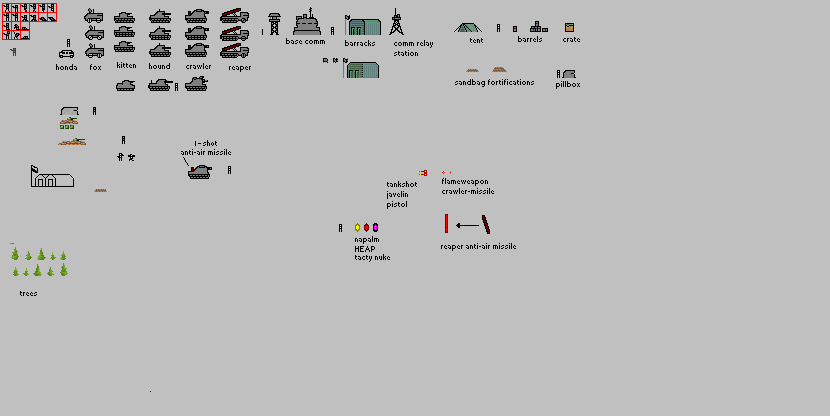 honda
fox
kitten
hound
crawler
reaper
base comm
barracks
comm relay
station
tent
barrels
crate
sandbag fortifications
pillbox
1-shot
anti-air missile
tankshot
javelin
pistol
flameweapon
crawler-missile
napalm
HEAP
tacty nuke
reaper anti-air missile
trees